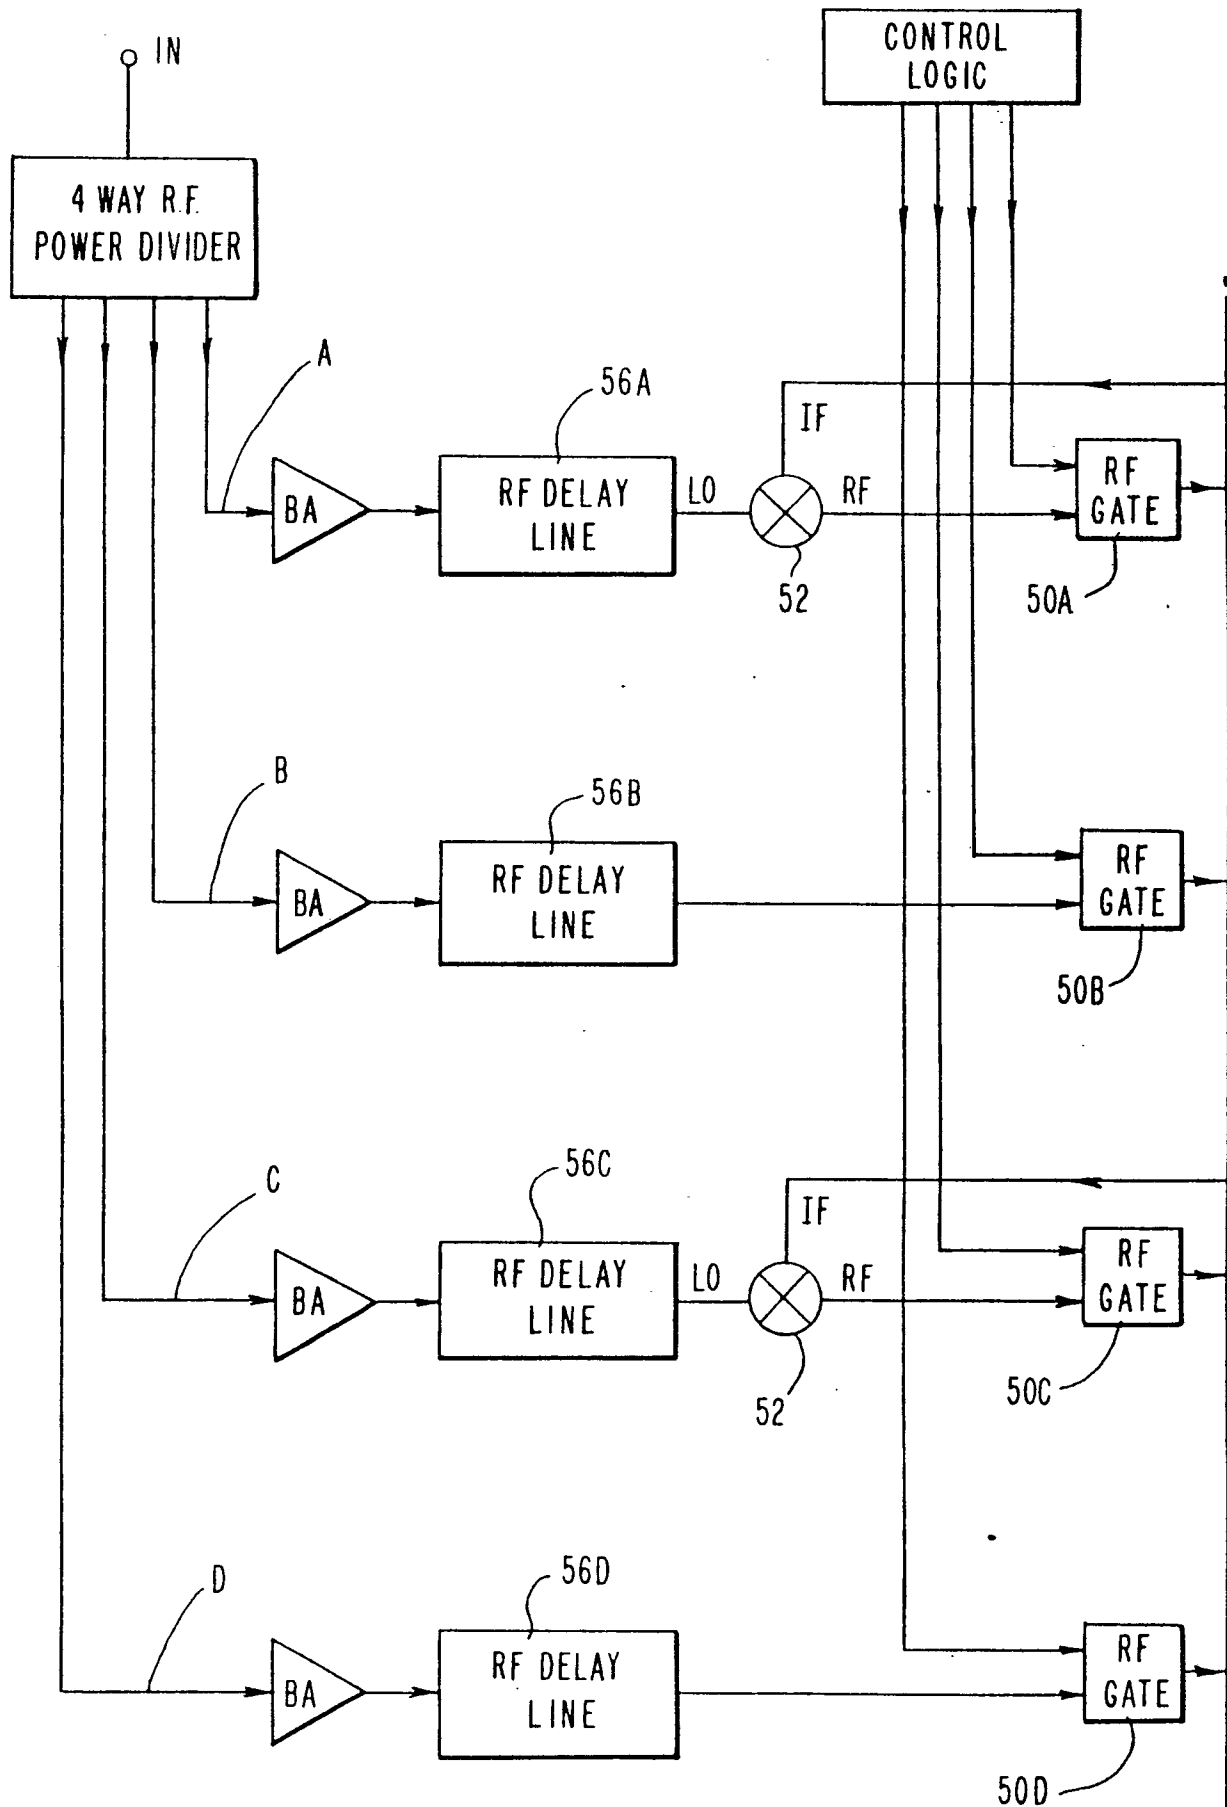 IN
CONTROL
LOGIC
4 WAY R.F.
POWER DIVIDER
A
56A
IF
BA
RF DELAY
LINE
LO
RF
RF
GATE
52
50A
B
56B
BA
RF DELAY
LINE
RF
GATE
50B
C
56C
IF
BA
RF DELAY
LINE
LO
RF
RF
GATE
52
50C
D
56D
BA
RF DELAY
LINE
RF
GATE
50D